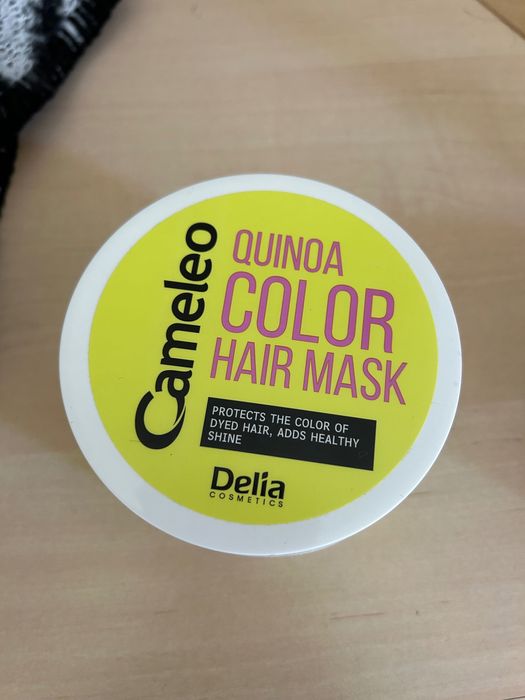 Cameleo
QUINOA
COLOR
HAIR MASK
PROTECTS THE COLOR OF
DYED HAIR, ADDS HEALTHY
SHINE
Delia
COSMETICS